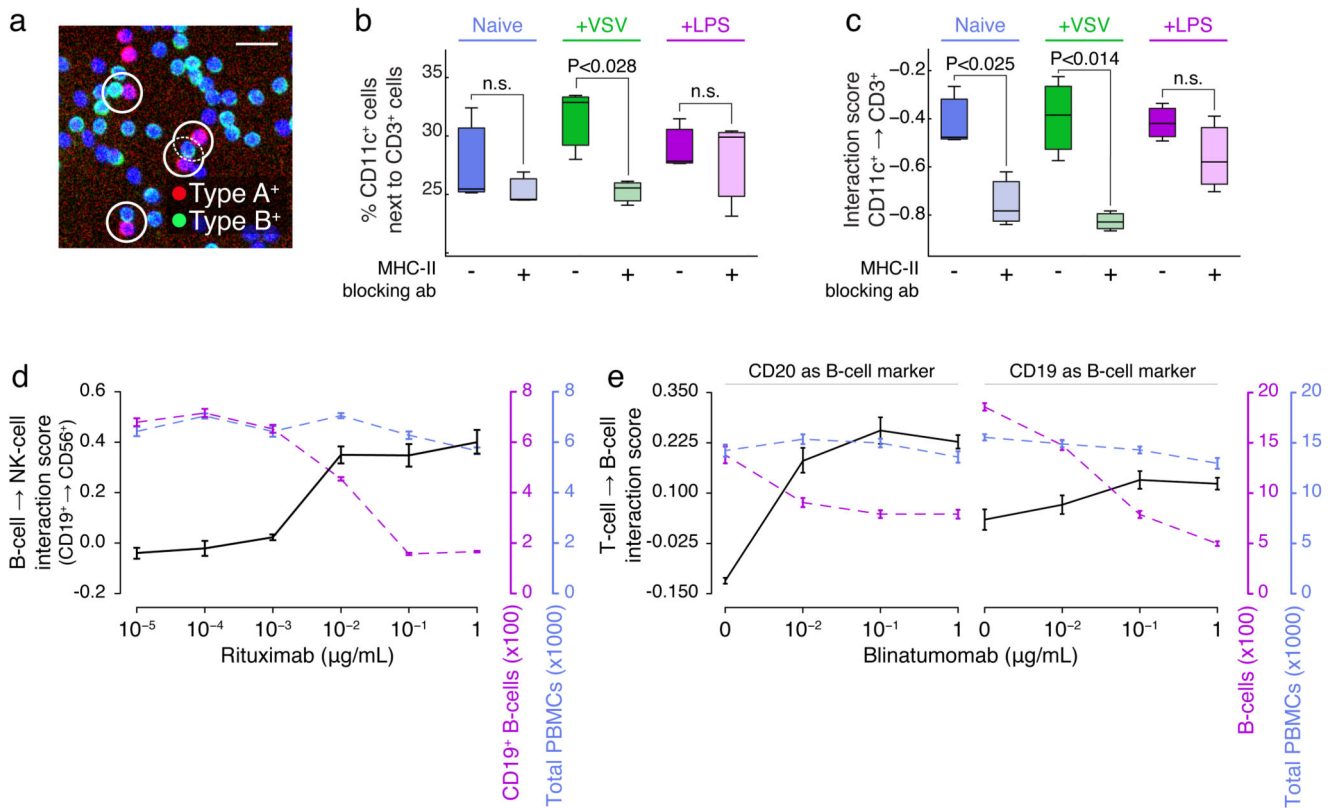 a
Type A⁺
Type B⁺
b
Naive
+VSV
+LPS
% CD11c⁺ cells
next to CD3⁺ cells
35
30
25
20
n.s.
P<0.028
n.s.
MHC-II
blocking ab
- + - + - +
c
Naive
+VSV
+LPS
Interaction score
CD11c⁺ → CD3⁺
−0.2
−0.4
−0.6
−0.8
P<0.025
P<0.014
n.s.
MHC-II
blocking ab
- + - + - +
d
B-cell → NK-cell
interaction score
(CD19⁺→ CD56⁺)
0.6
0.4
0.2
0.0
-0.2
10⁻⁵ 10⁻⁴ 10⁻³ 10⁻² 10⁻¹ 1
Rituximab (μg/mL)
8
6
4
2
0
CD19⁺ B-cells (x100)
8
6
4
2
0
Total PBMCs (x1000)
e
CD20 as B-cell marker
CD19 as B-cell marker
T-cell → B-cell
interaction score
0.350
0.225
0.100
-0.025
-0.150
0 10⁻² 10⁻¹ 1
0 10⁻² 10⁻¹ 1
Blinatumomab (μg/mL)
20
15
10
5
0
B-cells (x100)
20
15
10
5
0
Total PBMCs (x1000)